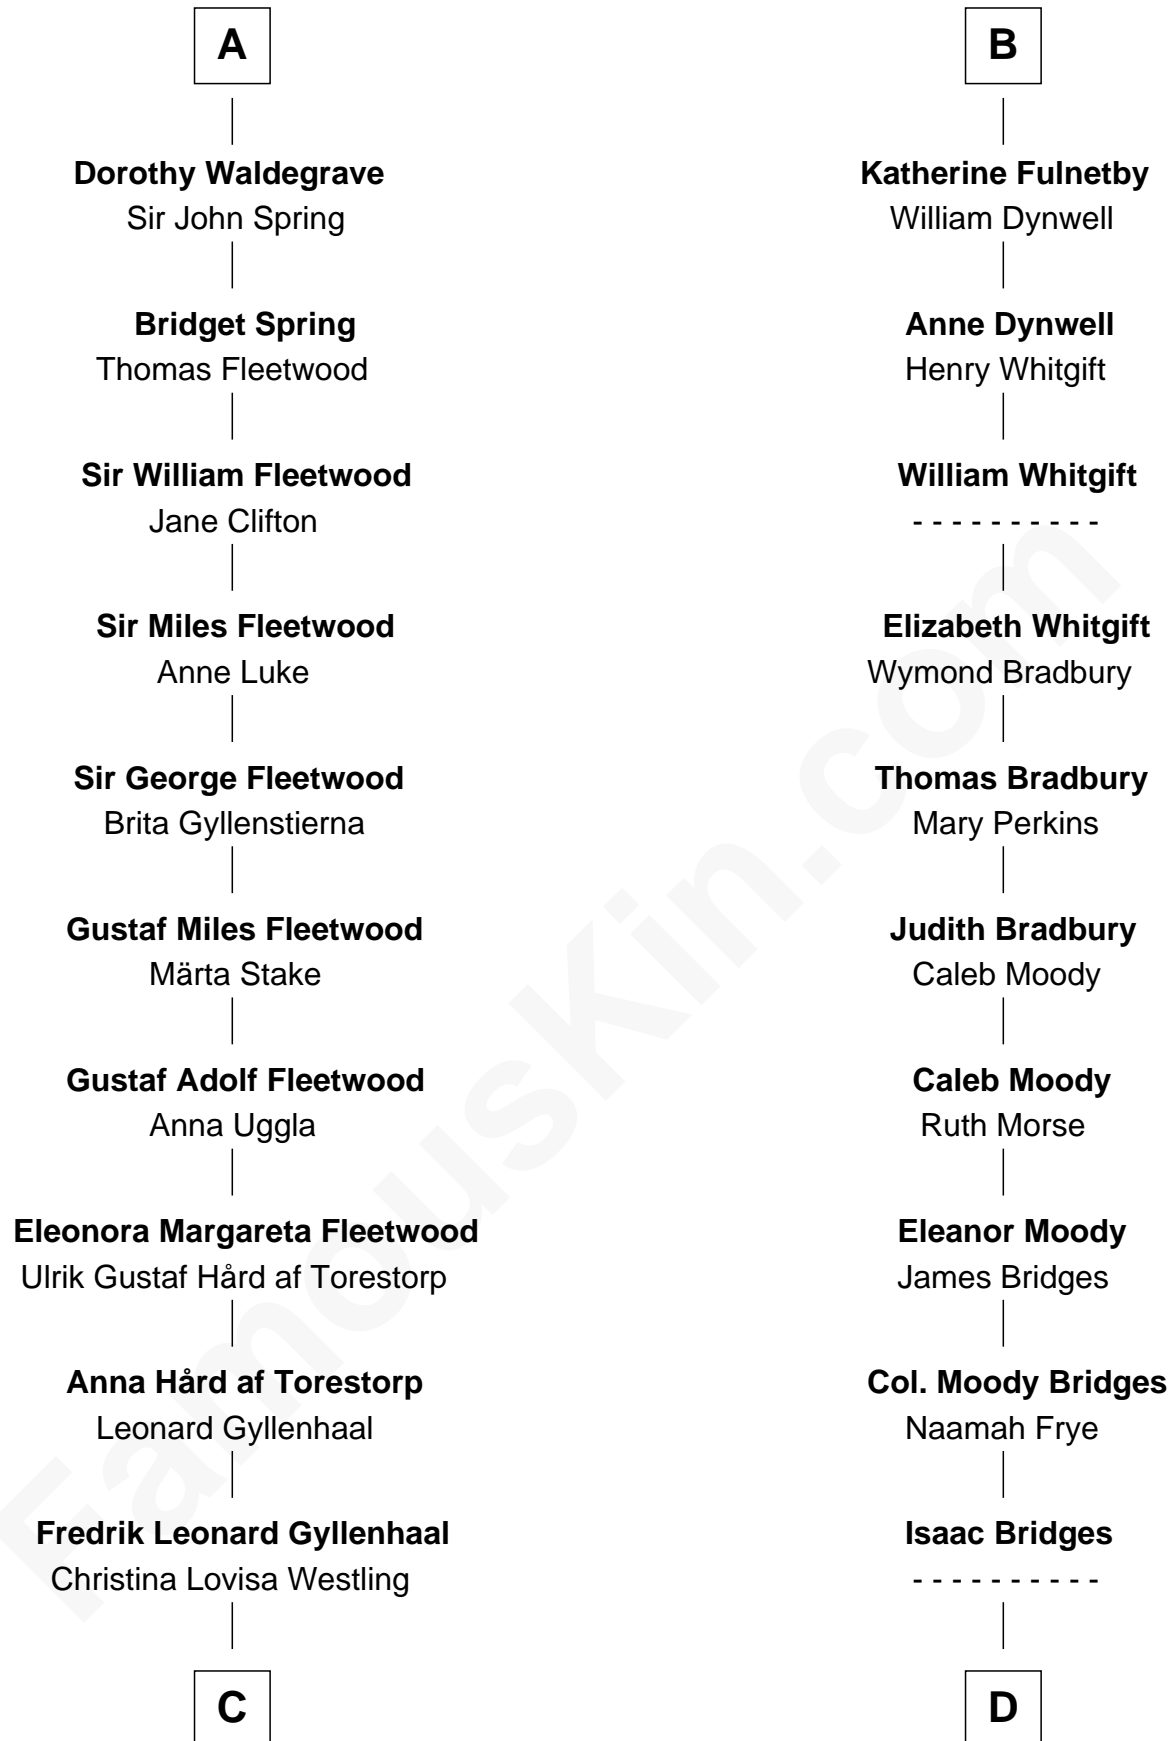 A
Dorothy Waldegrave
Sir John Spring
Bridget Spring
Thomas Fleetwood
Sir William Fleetwood
Jane Clifton
Sir Miles Fleetwood
Anne Luke
Sir George Fleetwood
Brita Gyllenstierna
Gustaf Miles Fleetwood
Märta Stake
Gustaf Adolf Fleetwood
Anna Uggla
Eleonora Margareta Fleetwood
Ulrik Gustaf Hård af Torestorp
Anna Hård af Torestorp
Leonard Gyllenhaal
Fredrik Leonard Gyllenhaal
Christina Lovisa Westling
C
B
Katherine Fulnetby
William Dynwell
Anne Dynwell
Henry Whitgift
William Whitgift
- - - - - - - - - -
Elizabeth Whitgift
Wymond Bradbury
Thomas Bradbury
Mary Perkins
Judith Bradbury
Caleb Moody
Caleb Moody
Ruth Morse
Eleanor Moody
James Bridges
Col. Moody Bridges
Naamah Frye
Isaac Bridges
- - - - - - - - - -
D
FamousKin.com